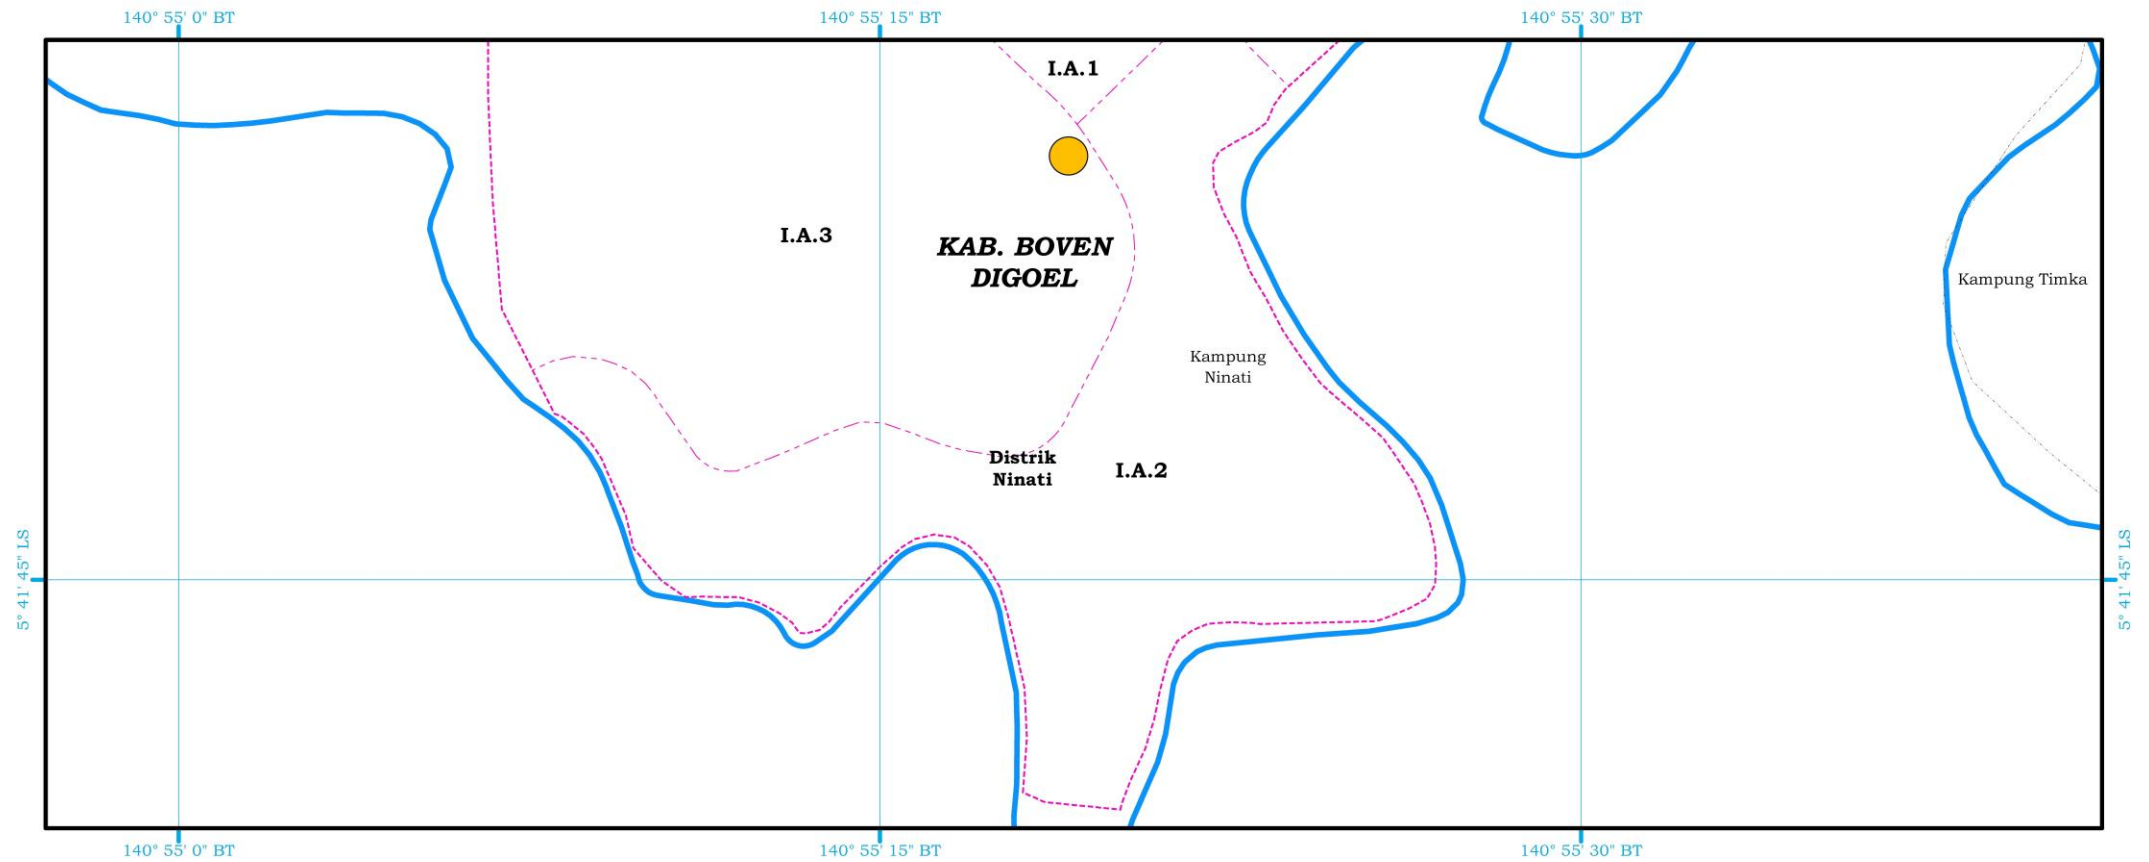 140° 55' 0" BT
140° 55' 15" BT
140° 55' 30" BT
I.A.1
I.A.3
KAB. BOVEN
DIGOEL
Kampung Timka
Kampung
Ninati
Distrik
Ninati
I.A.2
5° 41' 45" LS
5° 41' 45" LS
140° 55' 0" BT
140° 55' 15" BT
140° 55' 30" BT